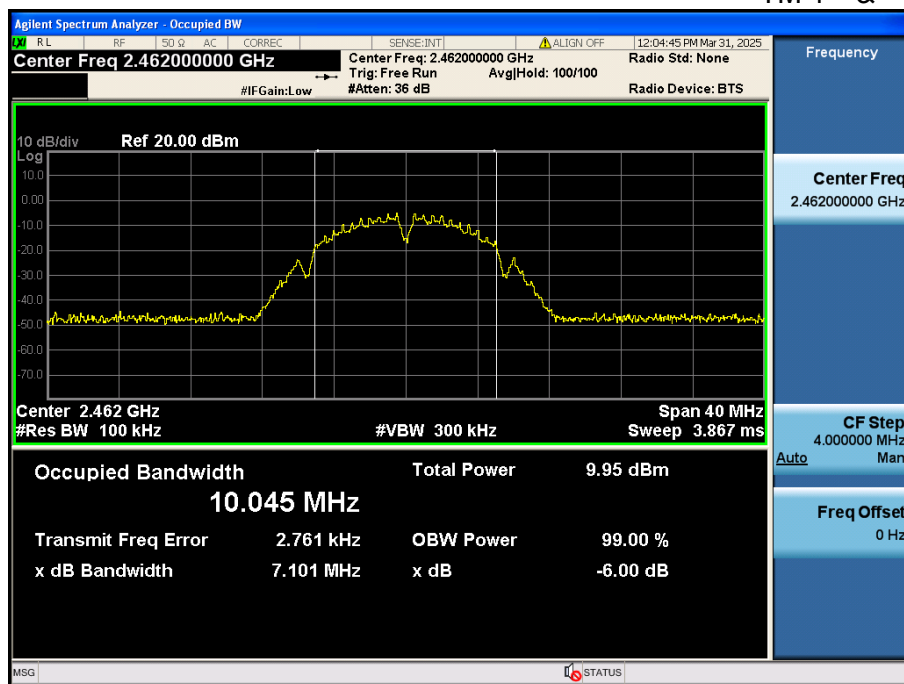 Agilent Spectrum Analyzer - Occupied BW
LXI RL RF 50 Ω AC CORREC SENSE:INT ALIGN OFF 12:04:45 PM Mar 31, 2025
Center Freq 2.462000000 GHz Center Freq: 2.462000000 GHz Radio Std: None
Trig: Free Run Avg|Hold: 100/100
#IFGain:Low #Atten: 36 dB Radio Device: BTS
10 dB/div Ref 20.00 dBm
Log
10.0
0.00
-10.0
-20.0
-30.0
-40.0
-50.0
-60.0
-70.0
Center 2.462 GHz Span 40 MHz
#Res BW 100 kHz #VBW 300 kHz Sweep 3.867 ms
Occupied Bandwidth Total Power 9.95 dBm
10.045 MHz
Transmit Freq Error 2.761 kHz OBW Power 99.00 %
x dB Bandwidth 7.101 MHz x dB -6.00 dB
MSG STATUS
Frequency
Center Freq
2.462000000 GHz
CF Step
4.000000 MHz
Auto Man
Freq Offset
0 Hz